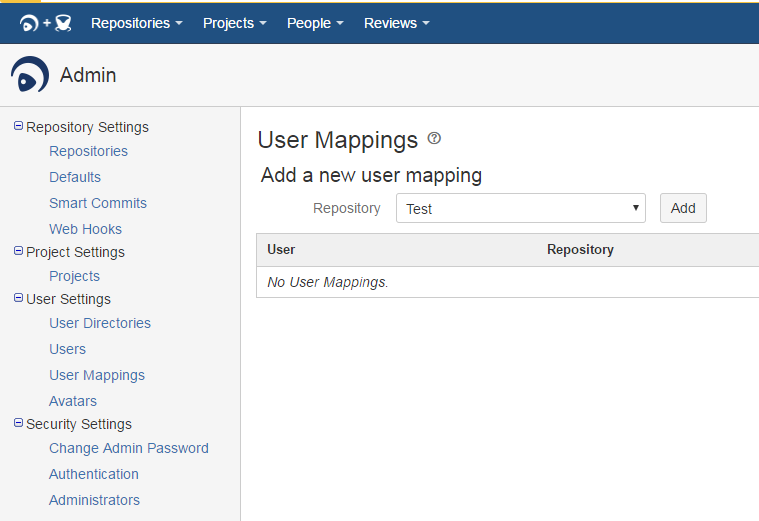 + Repositories Projects People Reviews
Admin
Repository Settings
Repositories
Defaults
Smart Commits
Web Hooks
Project Settings
Projects
User Settings
User Directories
Users
User Mappings
Avatars
Security Settings
Change Admin Password
Authentication
Administrators
User Mappings ?
Add a new user mapping
Repository Test Add
User Repository
No User Mappings.